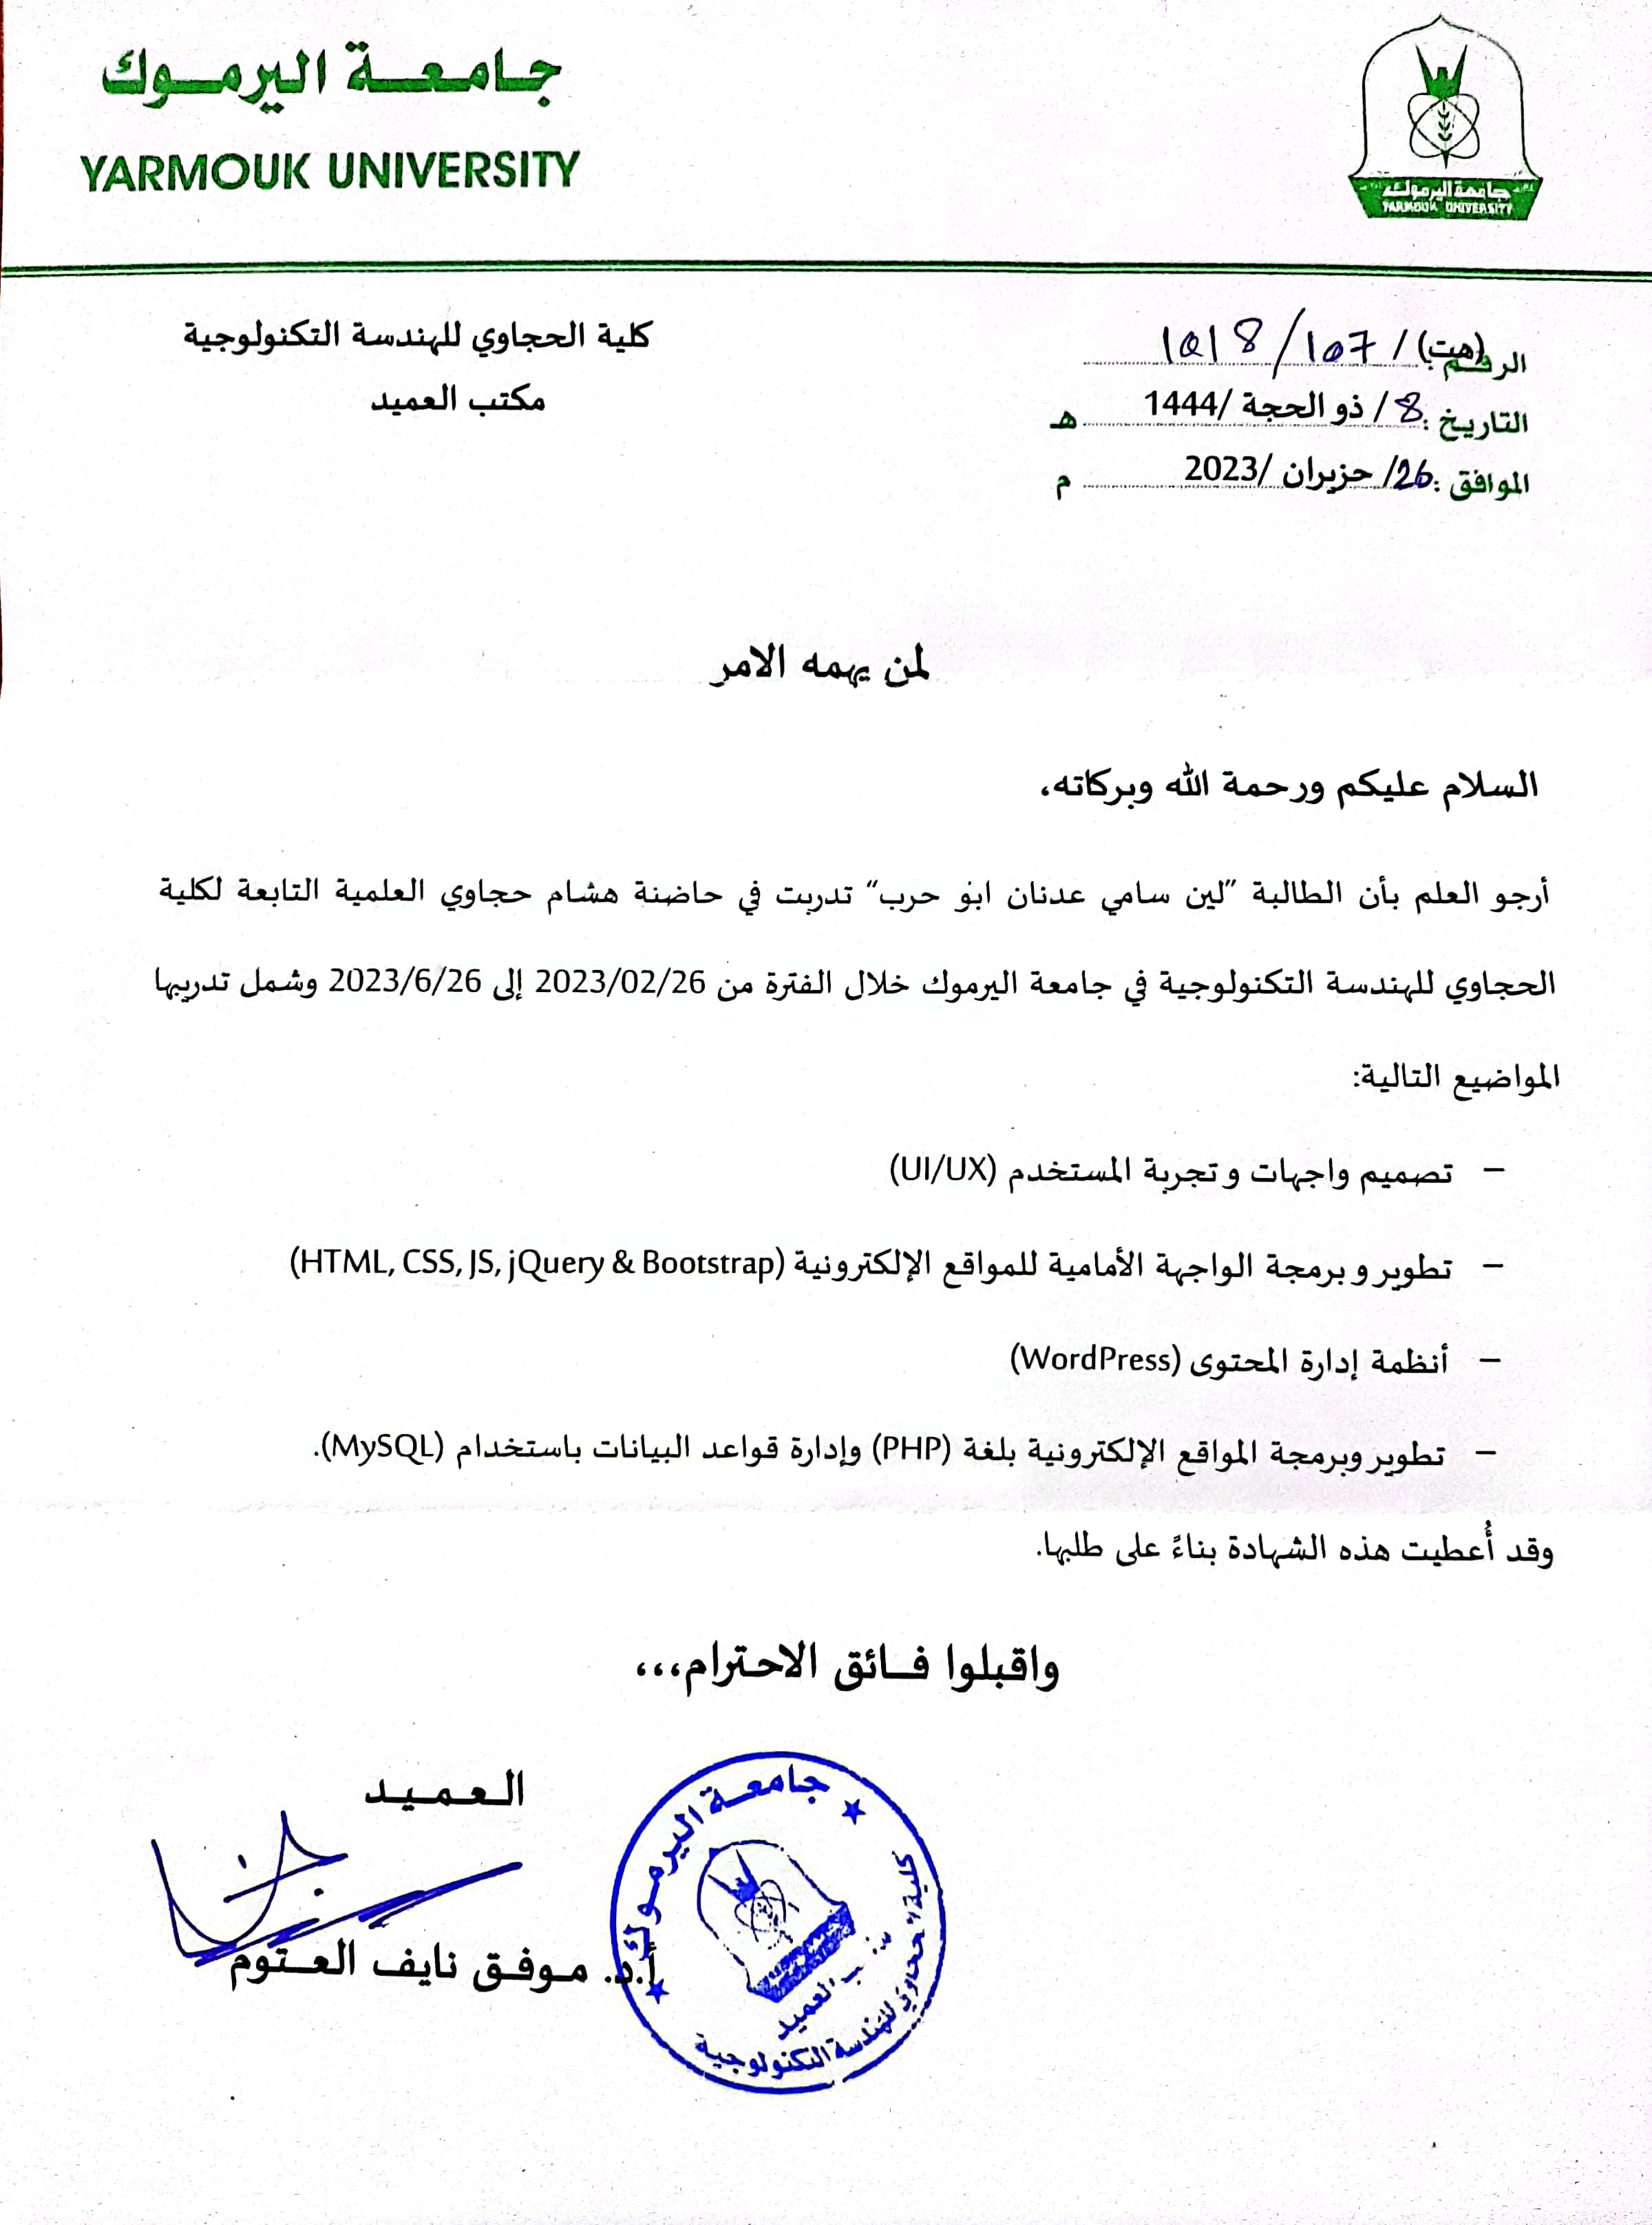 جامعة اليرموك
YARMOUK UNIVERSITY
جامعة اليرموك
YARMOUK UNIVERSITY
كلية الحجاوي للهندسة التكنولوجية
مكتب العميد
الرقم (هت) / 107 / 1018
التاريخ : 8 / ذو الحجة /1444 هـ
الموافق : 26/ حزيران /2023 م
لمن يهمه الامر
السلام عليكم ورحمة الله وبركاته،
أرجو العلم بأن الطالبة "لين سامي عدنان ابو حرب" تدربت في حاضنة هشام حجاوي العلمية التابعة لكلية
الحجاوي للهندسة التكنولوجية في جامعة اليرموك خلال الفترة من 2023/02/26 إلى 2023/6/26 وشمل تدريبها
المواضيع التالية:
– تصميم واجهات و تجربة المستخدم (UI/UX)
– تطوير و برمجة الواجهة الأمامية للمواقع الإلكترونية (HTML, CSS, JS, jQuery & Bootstrap)
– أنظمة إدارة المحتوى (WordPress)
– تطوير وبرمجة المواقع الإلكترونية بلغة (PHP) وإدارة قواعد البيانات باستخدام (MySQL).
وقد أُعطيت هذه الشهادة بناءً على طلبها.
واقبلوا فـائق الاحترام،،،
العميد
أ.د. موفق نايف العتوم
جامعة اليرموك
العميد
للهندسة التكنولوجية